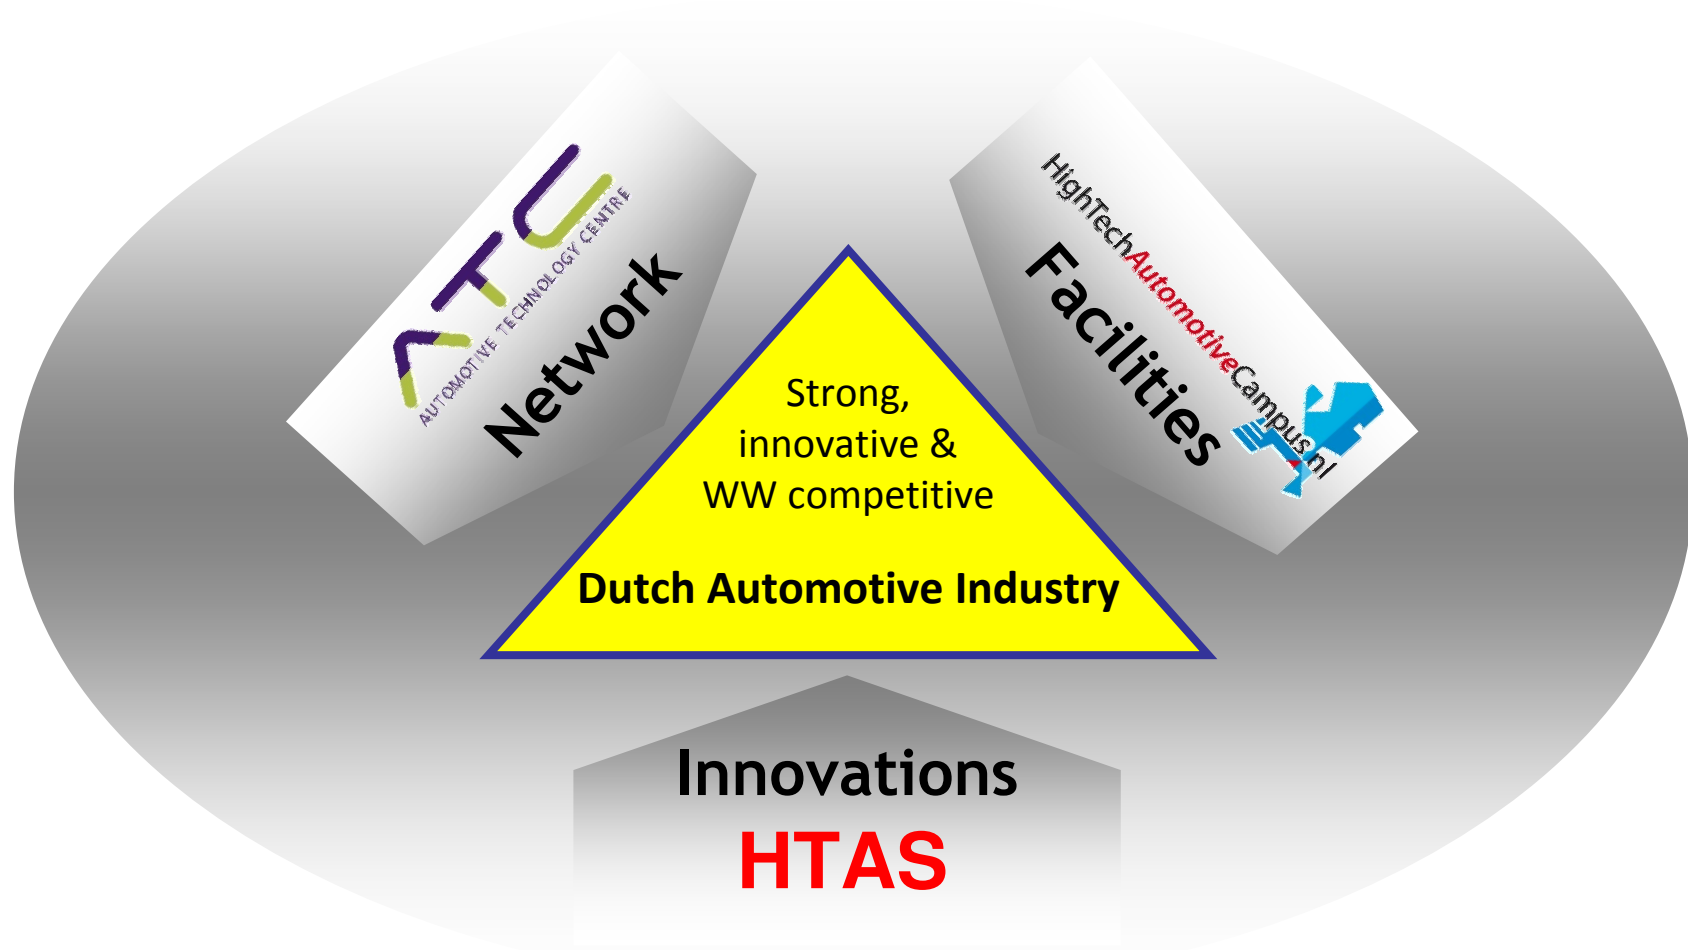 ATC
AUTOMOTIVE TECHNOLOGY CENTRE
Network
HighTechAutomotiveCampus.nl
Facilities
Strong,
innovative &
WW competitive
Dutch Automotive Industry
Innovations
HTAS